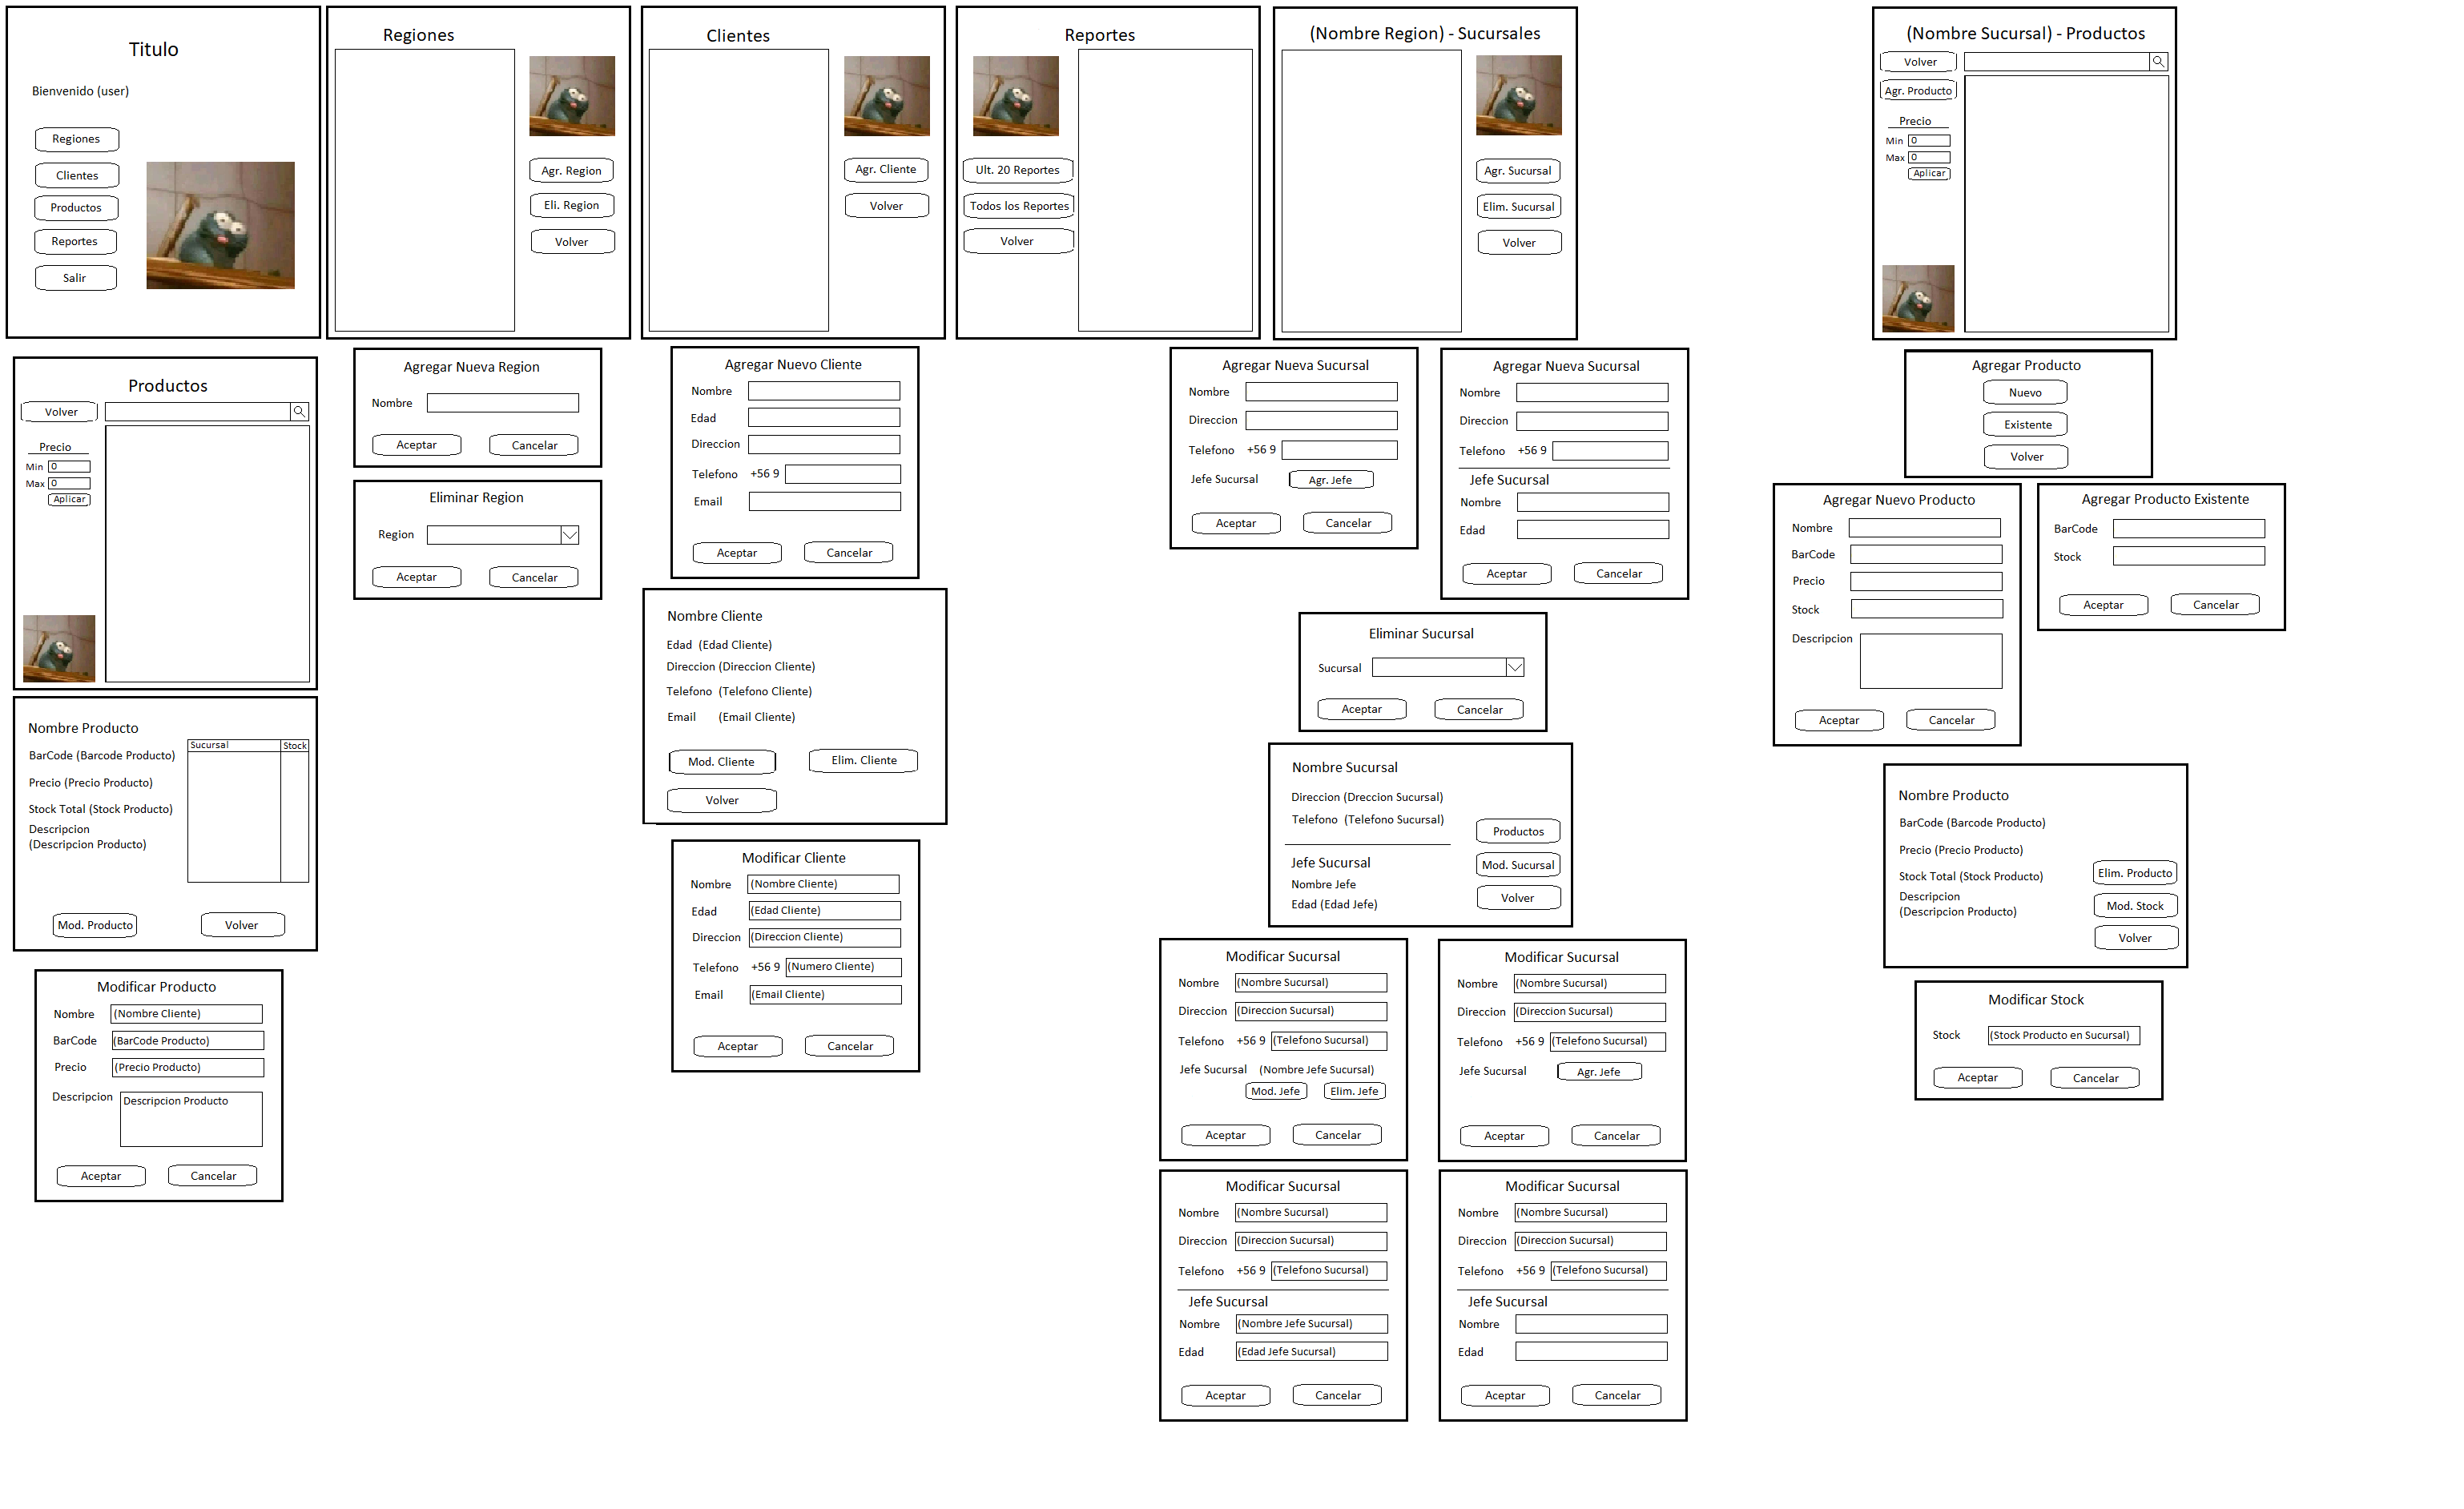 Titulo
Bienvenido (user)
Regiones
Clientes
Productos
Reportes
Salir
Regiones
Agr. Region
Eli. Region
Volver
Clientes
Agr. Cliente
Volver
Reportes
Ult. 20 Reportes
Todos los Reportes
Volver
(Nombre Region) - Sucursales
Agr. Sucursal
Elim. Sucursal
Volver
(Nombre Sucursal) - Productos
Volver
Agr. Producto
Precio
Min 0
Max 0
Aplicar
Productos
Volver
Precio
Min 0
Max 0
Aplicar
Nombre Producto
BarCode (Barcode Producto)
Precio (Precio Producto)
Stock Total (Stock Producto)
Descripcion
(Descripcion Producto)
Sucursal Stock
Mod. Producto Volver
Modificar Producto
Nombre (Nombre Cliente)
BarCode (BarCode Producto)
Precio (Precio Producto)
Descripcion Descripcion Producto
Aceptar Cancelar
Agregar Nueva Region
Nombre
Aceptar Cancelar
Eliminar Region
Region
Aceptar Cancelar
Agregar Nuevo Cliente
Nombre
Edad
Direccion
Telefono +56 9
Email
Aceptar Cancelar
Nombre Cliente
Edad (Edad Cliente)
Direccion (Direccion Cliente)
Telefono (Telefono Cliente)
Email (Email Cliente)
Mod. Cliente Elim. Cliente
Volver
Modificar Cliente
Nombre (Nombre Cliente)
Edad (Edad Cliente)
Direccion (Direccion Cliente)
Telefono +56 9 (Numero Cliente)
Email (Email Cliente)
Aceptar Cancelar
Agregar Nueva Sucursal
Nombre
Direccion
Telefono +56 9
Jefe Sucursal Agr. Jefe
Aceptar Cancelar
Agregar Nueva Sucursal
Nombre
Direccion
Telefono +56 9
Jefe Sucursal
Nombre
Edad
Aceptar Cancelar
Eliminar Sucursal
Sucursal
Aceptar Cancelar
Nombre Sucursal
Direccion (Dreccion Sucursal)
Telefono (Telefono Sucursal)
Jefe Sucursal
Nombre Jefe
Edad (Edad Jefe)
Productos
Mod. Sucursal
Volver
Modificar Sucursal
Nombre (Nombre Sucursal)
Direccion (Direccion Sucursal)
Telefono +56 9 (Telefono Sucursal)
Jefe Sucursal (Nombre Jefe Sucursal)
Mod. Jefe Elim. Jefe
Aceptar Cancelar
Modificar Sucursal
Nombre (Nombre Sucursal)
Direccion (Direccion Sucursal)
Telefono +56 9 (Telefono Sucursal)
Jefe Sucursal Agr. Jefe
Aceptar Cancelar
Modificar Sucursal
Nombre (Nombre Sucursal)
Direccion (Direccion Sucursal)
Telefono +56 9 (Telefono Sucursal)
Jefe Sucursal
Nombre (Nombre Jefe Sucursal)
Edad (Edad Jefe Sucursal)
Aceptar Cancelar
Modificar Sucursal
Nombre (Nombre Sucursal)
Direccion (Direccion Sucursal)
Telefono +56 9 (Telefono Sucursal)
Jefe Sucursal
Nombre
Edad
Aceptar Cancelar
Agregar Producto
Nuevo
Existente
Volver
Agregar Nuevo Producto
Nombre
BarCode
Precio
Stock
Descripcion
Aceptar Cancelar
Agregar Producto Existente
BarCode
Stock
Aceptar Cancelar
Nombre Producto
BarCode (Barcode Producto)
Precio (Precio Producto)
Stock Total (Stock Producto)
Descripcion
(Descripcion Producto)
Elim. Producto
Mod. Stock
Volver
Modificar Stock
Stock (Stock Producto en Sucursal)
Aceptar Cancelar